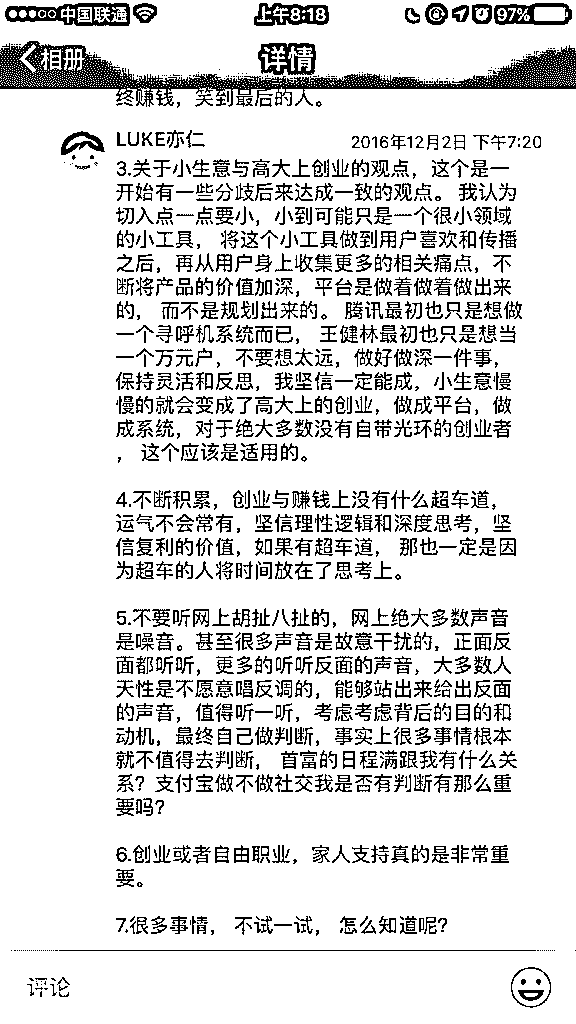 中国联通
上午8:18
97%
相册
详情
终赚钱，笑到最后的人。
LUKE亦仁
2016年12月2日 下午7:20
3.关于小生意与高大上创业的观点，这个是一
开始有一些分歧后来达成一致的观点。 我认为
切入点一点要小，小到可能只是一个很小领域
的小工具， 将这个小工具做到用户喜欢和传播
之后，再从用户身上收集更多的相关痛点，不
断将产品的价值加深，平台是做着做着做出来
的， 而不是规划出来的。 腾讯最初也只是想做
一个寻呼机系统而已， 王健林最初也只是想当
一个万元户，不要想太远，做好做深一件事，
保持灵活和反思，我坚信一定能成，小生意慢
慢的就会变成了高大上的创业，做成平台，做
成系统，对于绝大多数没有自带光环的创业者
， 这个应该是适用的。
4.不断积累，创业与赚钱上没有什么超车道，
运气不会常有，坚信理性逻辑和深度思考，坚
信复利的价值，如果有超车道， 那也一定是因
为超车的人将时间放在了思考上。
5.不要听网上胡扯八扯的，网上绝大多数声音
是噪音。甚至很多声音是故意干扰的，正面反
面都听听，更多的听听反面的声音，大多数人
天性是不愿意唱反调的，能够站出来给出反面
的声音，值得听一听，考虑考虑背后的目的和
动机，最终自己做判断，事实上很多事情根本
就不值得去判断， 首富的日程满跟我有什么关
系？支付宝做不做社交我是否有判断有那么重
要吗？
6.创业或者自由职业，家人支持真的是非常重
要。
7.很多事情， 不试一试， 怎么知道呢？
评论